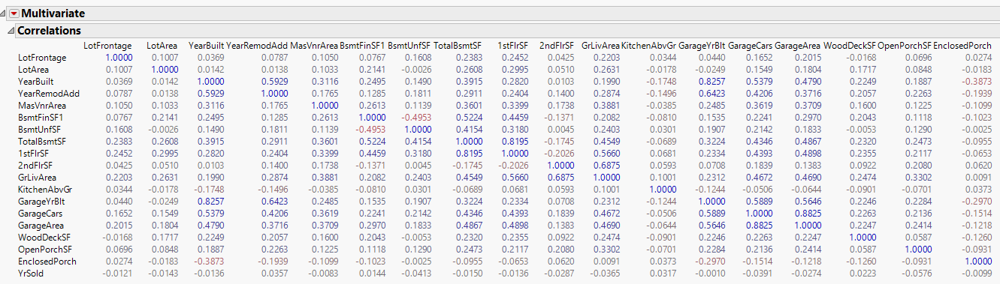 Multivariate
Correlations
LotFrontage LotArea YearBuilt YearRemodAdd MasVnrArea BsmtFinSF1 BsmtUnfSF TotalBsmtSF 1stFlrSF 2ndFlrSF GrLivArea KitchenAbvGr GarageYrBlt GarageCars GarageArea WoodDeckSF OpenPorchSF EnclosedPorch
LotFrontage 1.0000 0.1007 0.0369 0.0787 0.1050 0.0767 0.1608 0.2383 0.2452 0.0425 0.2203 0.0344 0.0440 0.1652 0.2015 -0.0168 0.0696 0.0274
LotArea 0.1007 1.0000 0.0142 0.0138 0.1033 0.2141 -0.0026 0.2608 0.2995 0.0510 0.2631 -0.0178 -0.0249 0.1549 0.1804 0.1717 0.0848 -0.0183
YearBuilt 0.0369 0.0142 1.0000 0.5929 0.3116 0.2495 0.1490 0.3915 0.2820 0.0103 0.1990 -0.1748 0.8257 0.5379 0.4790 0.2249 0.1887 -0.3873
YearRemodAdd 0.0787 0.0138 0.5929 1.0000 0.1765 0.1285 0.1811 0.2911 0.2404 0.1400 0.2874 -0.1496 0.6423 0.4206 0.3716 0.2057 0.2263 -0.1939
MasVnrArea 0.1050 0.1033 0.3116 0.1765 1.0000 0.2613 0.1139 0.3601 0.3399 0.1738 0.3881 -0.0385 0.2485 0.3619 0.3709 0.1600 0.1225 -0.1099
BsmtFinSF1 0.0767 0.2141 0.2495 0.1285 0.2613 1.0000 -0.4953 0.5224 0.4459 -0.1371 0.2082 -0.0810 0.1535 0.2241 0.2970 0.2043 0.1118 -0.1023
BsmtUnfSF 0.1608 -0.0026 0.1490 0.1811 0.1139 -0.4953 1.0000 0.4154 0.3180 0.0045 0.2403 0.0301 0.1907 0.2142 0.1833 -0.0053 0.1290 -0.0025
TotalBsmtSF 0.2383 0.2608 0.3915 0.2911 0.3601 0.5224 0.4154 1.0000 0.8195 -0.1745 0.4549 -0.0689 0.3224 0.4346 0.4867 0.2320 0.2473 -0.0955
1stFlrSF 0.2452 0.2995 0.2820 0.2404 0.3399 0.4459 0.3180 0.8195 1.0000 -0.2026 0.5660 0.0681 0.2334 0.4393 0.4898 0.2355 0.2117 -0.0653
2ndFlrSF 0.0425 0.0510 0.0103 0.1400 0.1738 -0.1371 0.0045 -0.1745 -0.2026 1.0000 0.6875 0.0593 0.0708 0.1839 0.1383 0.0922 0.2080 0.0620
GrLivArea 0.2203 0.2631 0.1990 0.2874 0.3881 0.2082 0.2403 0.4549 0.5660 0.6875 1.0000 0.1001 0.2312 0.4672 0.4690 0.2474 0.3302 0.0091
KitchenAbvGr 0.0344 -0.0178 -0.1748 -0.1496 -0.0385 -0.0810 0.0301 -0.0689 0.0681 0.0593 0.1001 1.0000 -0.1244 -0.0506 -0.0644 -0.0901 -0.0701 0.0373
GarageYrBlt 0.0440 -0.0249 0.8257 0.6423 0.2485 0.1535 0.1907 0.3224 0.2334 0.0708 0.2312 -0.1244 1.0000 0.5889 0.5646 0.2246 0.2284 -0.2970
GarageCars 0.1652 0.1549 0.5379 0.4206 0.3619 0.2241 0.2142 0.4346 0.4393 0.1839 0.4672 -0.0506 0.5889 1.0000 0.8825 0.2263 0.2136 -0.1514
GarageArea 0.2015 0.1804 0.4790 0.3716 0.3709 0.2970 0.1833 0.4867 0.4898 0.1383 0.4690 -0.0644 0.5646 0.8825 1.0000 0.2247 0.2414 -0.1218
WoodDeckSF -0.0168 0.1717 0.2249 0.2057 0.1600 0.2043 -0.0053 0.2320 0.2355 0.0922 0.2474 -0.0901 0.2246 0.2263 0.2247 1.0000 0.0587 -0.1260
OpenPorchSF 0.0696 0.0848 0.1887 0.2263 0.1225 0.1118 0.1290 0.2473 0.2117 0.2080 0.3302 -0.0701 0.2284 0.2136 0.2414 0.0587 1.0000 -0.0931
EnclosedPorch 0.0274 -0.0183 -0.3873 -0.1939 -0.1099 -0.1023 -0.0025 -0.0955 -0.0653 0.0620 0.0091 0.0373 -0.2970 -0.1514 -0.1218 -0.1260 -0.0931 1.0000
YrSold -0.0121 -0.0143 -0.0136 0.0357 -0.0083 0.0144 -0.0413 -0.0150 -0.0136 -0.0287 -0.0365 0.0317 -0.0010 -0.0391 -0.0274 0.0223 -0.0576 -0.0099